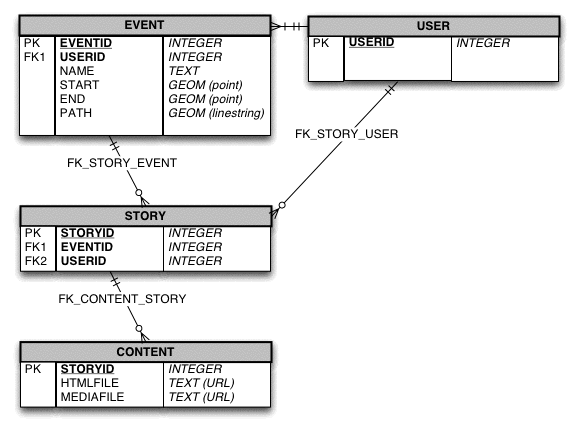 EVENT
PK EVENTID INTEGER
FK1 USERID INTEGER
NAME TEXT
START GEOM (point)
END GEOM (point)
PATH GEOM (linestring)
USER
PK USERID INTEGER
FK_STORY_USER
FK_STORY_EVENT
STORY
PK STORYID INTEGER
FK1 EVENTID INTEGER
FK2 USERID INTEGER
FK_CONTENT_STORY
CONTENT
PK STORYID INTEGER
HTMLFILE TEXT (URL)
MEDIAFILE TEXT (URL)